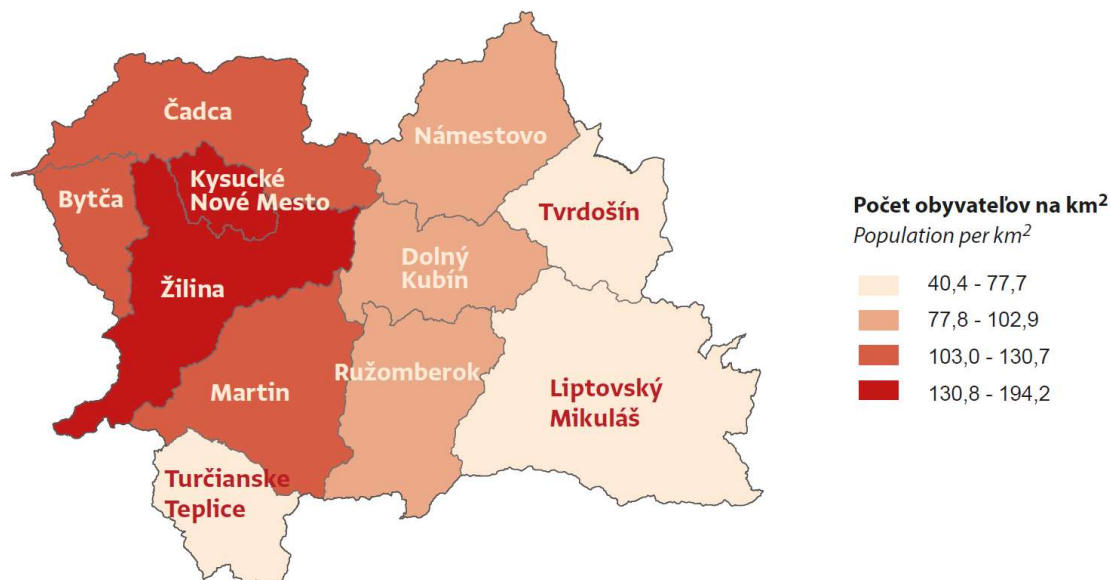 Čadca
Námestovo
Kysucké
Nové Mesto
Bytča
Tvrdošín
Dolný
Kubín
Žilina
Ružomberok
Martin
Liptovský
Mikuláš
Turčianske
Teplice
Počet obyvateľov na km²
Population per km²
40,4 - 77,7
77,8 - 102,9
103,0 - 130,7
130,8 - 194,2